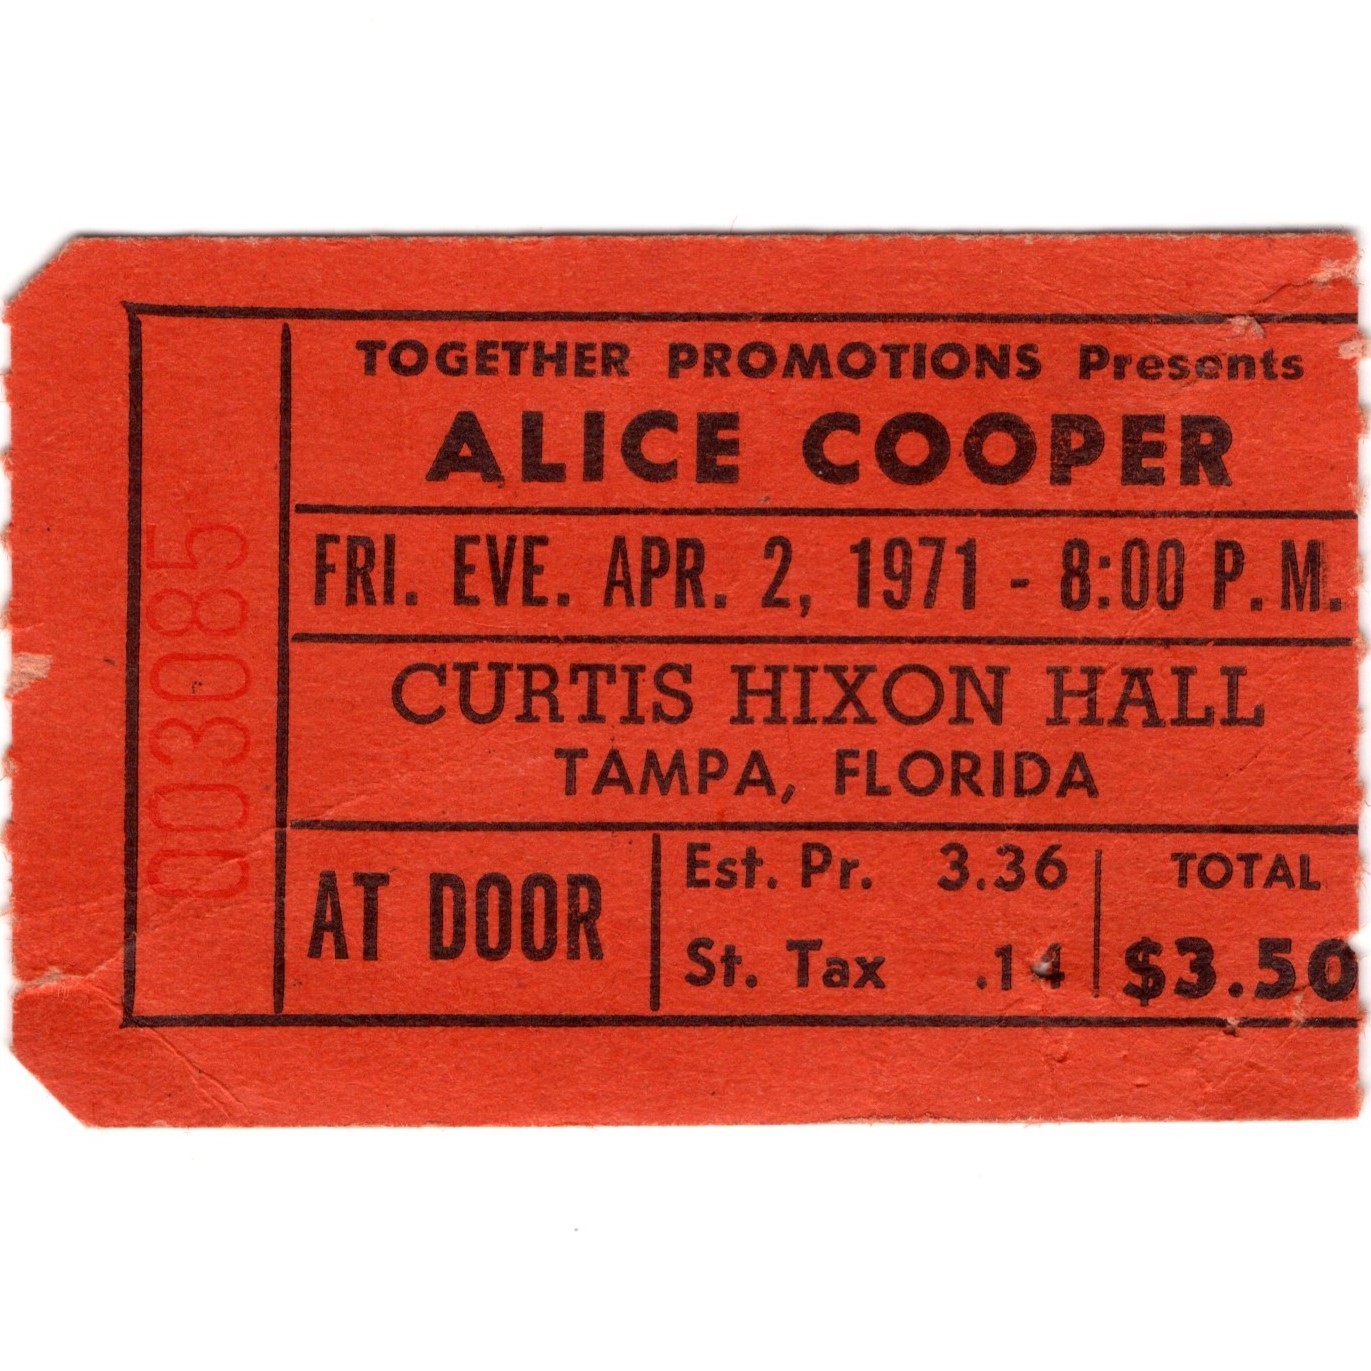 TOGETHER PROMOTIONS Presents
ALICE COOPER
FRI. EVE. APR. 2, 1971 - 8:00 P.M.
CURTIS HIXON HALL
TAMPA, FLORIDA
AT DOOR
Est. Pr. 3.36
St. Tax .14
TOTAL
$3.50
003085